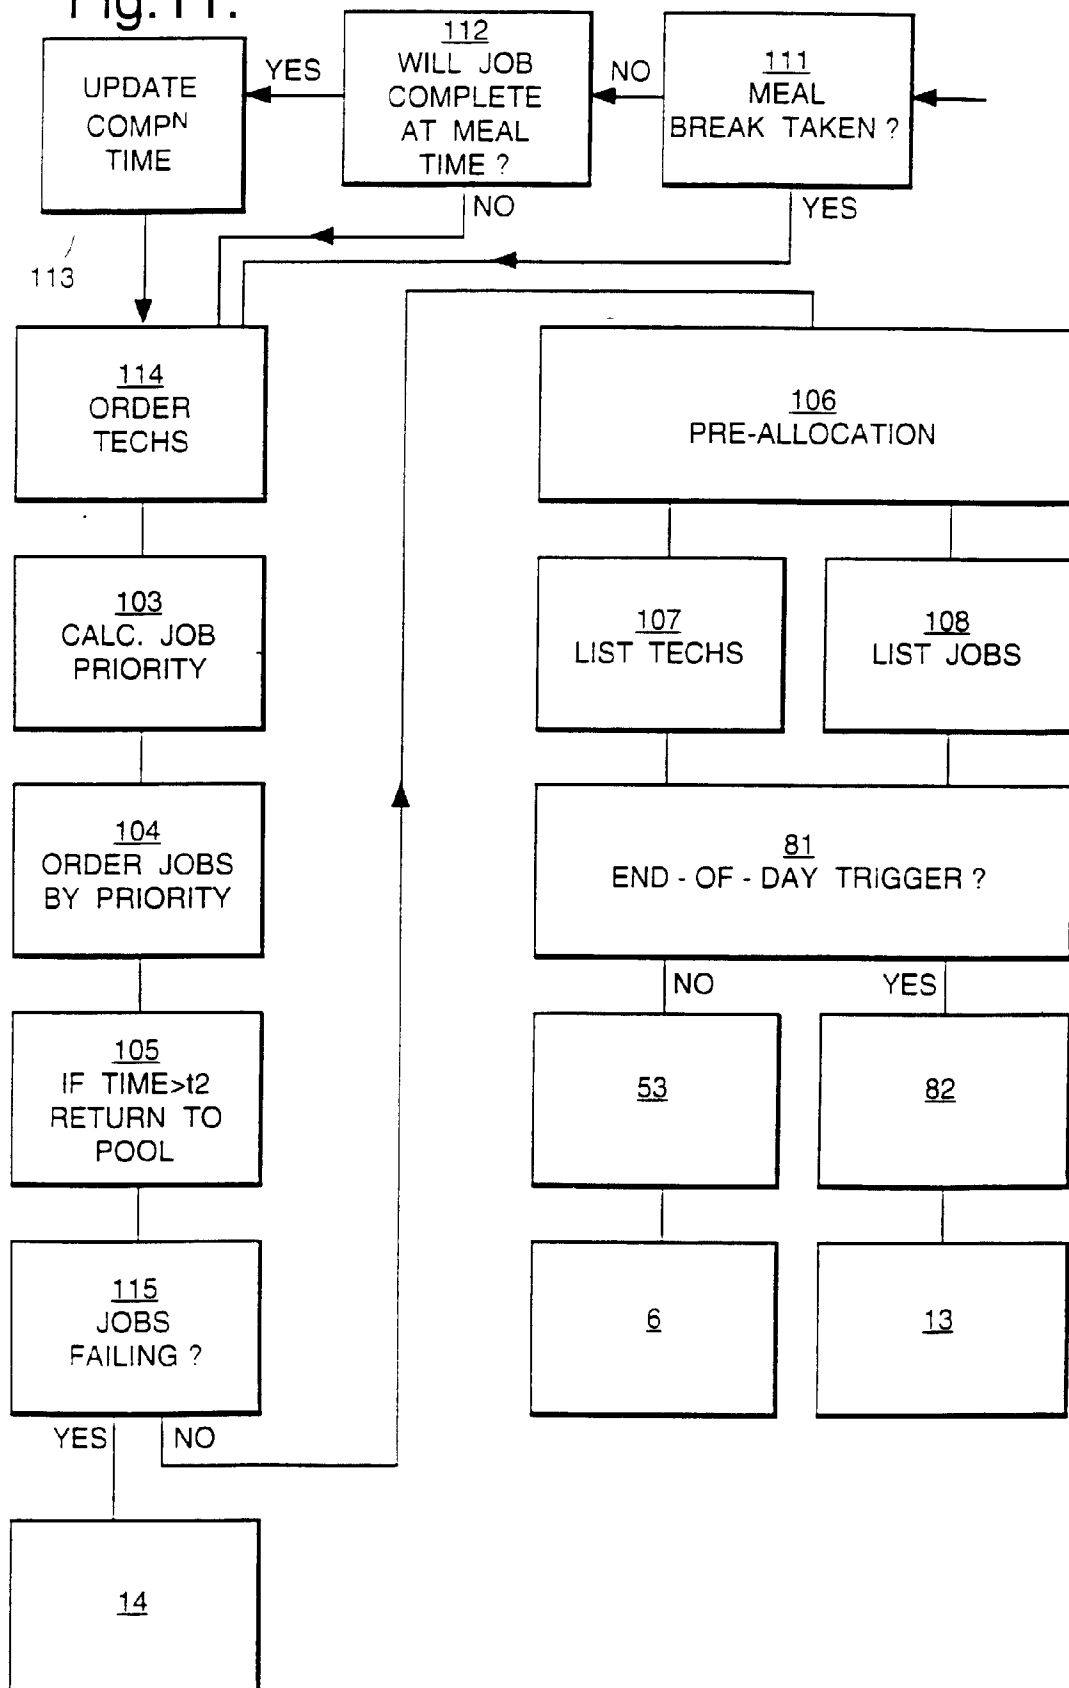 Fig. 11.
UPDATE
COMPN
TIME
113
YES
112
WILL JOB
COMPLETE
AT MEAL
TIME ?
NO
NO
111
MEAL
BREAK TAKEN ?
YES
114
ORDER
TECHS
103
CALC. JOB
PRIORITY
104
ORDER JOBS
BY PRIORITY
105
IF TIME>t2
RETURN TO
POOL
115
JOBS
FAILING ?
YES
NO
14
106
PRE-ALLOCATION
107
LIST TECHS
108
LIST JOBS
81
END - OF - DAY TRIGGER ?
NO
YES
53
82
6
13